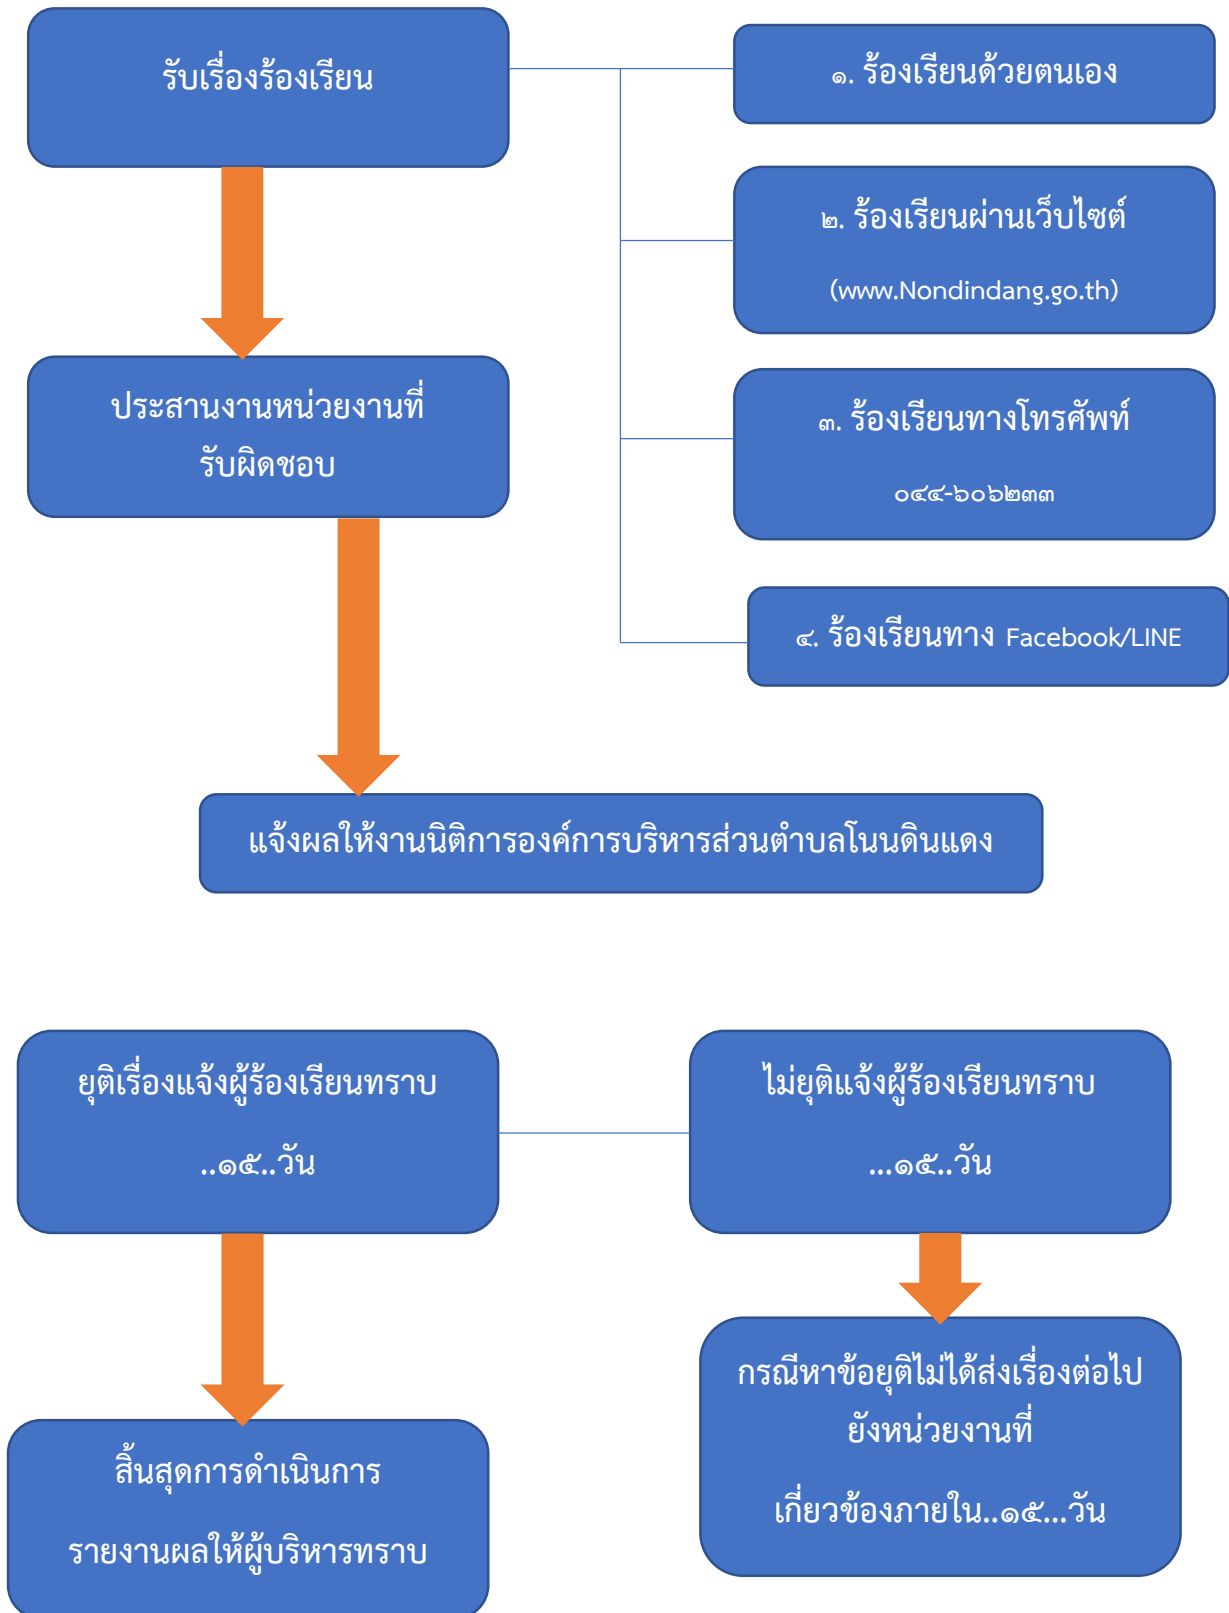 รับเรื่องร้องเรียน
๑. ร้องเรียนด้วยตนเอง
๒. ร้องเรียนผ่านเว็บไซต์
(www.Nondindang.go.th)
๓. ร้องเรียนทางโทรศัพท์
๐๔๔-๖๐๖๒๓๓
๔. ร้องเรียนทาง Facebook/LINE
ประสานงานหน่วยงานที่
รับผิดชอบ
แจ้งผลให้งานนิติการองค์การบริหารส่วนตำบลโนนดินแดง
ยุติเรื่องแจ้งผู้ร้องเรียนทราบ
..๑๕..วัน
ไม่ยุติแจ้งผู้ร้องเรียนทราบ
...๑๕..วัน
สิ้นสุดการดำเนินการ
รายงานผลให้ผู้บริหารทราบ
กรณีหาข้อยุติไม่ได้ส่งเรื่องต่อไป
ยังหน่วยงานที่
เกี่ยวข้องภายใน..๑๕...วัน